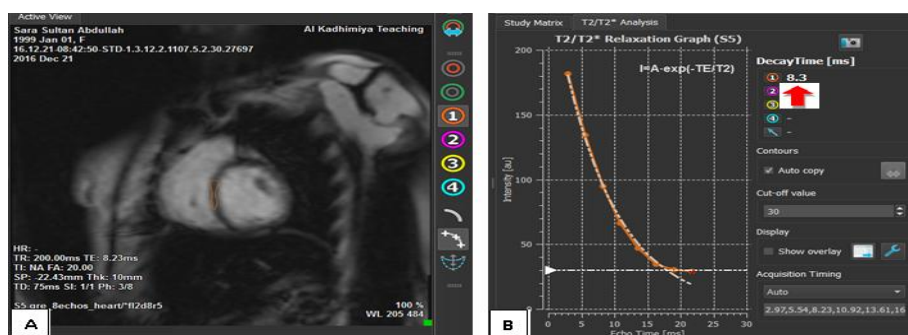 Active View
Sara Sultan Abdullah
Al Kadhimiya Teaching
1999 Jan 01, F
16.12.21-08:42:50-STD-1.3.12.2.1107.5.2.30.27697
2016 Dec 21
1
2
3
4
HR: -
TR: 200.00ms TE: 8.23ms
TI: NA FA: 20.00
SP: -22.43mm Thk: 10mm
TD: 75ms Sl: 1/1 Ph: 3/8
S5 gre_8echos_heart/*fl2d8r5
100 %
WL 205 484
A
Study Matrix
T2/T2* Analysis
T2/T2* Relaxation Graph (S5)
I=A·exp(-TE/T2)
200
150
100
50
0
Intensity [au]
0 5 10 15 20 25 30
Echo Time [ms]
DecayTime [ms]
1 8.3
2
3
4 -
-
Contours
Auto copy
Cut-off value
30
Display
Show overlay
Acquisition Timing
Auto
2.97,5.54,8.23,10.92,13.61,16
B